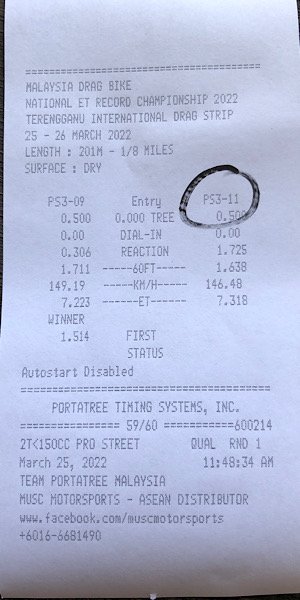 ==========================================
MALAYSIA DRAG BIKE
NATIONAL ET RECORD CHAMPIONSHIP 2022
TERENGGANU INTERNATIONAL DRAG STRIP
25 - 26 MARCH 2022
LENGTH : 201M - 1/8 MILES
SURFACE : DRY
PS3-09 Entry PS3-11
0.500 0.000 TREE 0.500
0.00 DIAL-IN 0.00
0.306 REACTION 1.725
1.711 ------60FT------ 1.638
149.19 ------KM/H------ 146.48
7.223 -------ET------- 7.318
WINNER
1.514 FIRST
STATUS
Autostart Disabled
==========================================
PORTATREE TIMING SYSTEMS, INC.
================ 59/60 ===========600214
2T<150CC PRO STREET QUAL RND 1
March 25, 2022 11:48:34 AM
TEAM PORTATREE MALAYSIA
MUSC MOTORSPORTS - ASEAN DISTRIBUTOR
www.facebook.com/muscmotorsports
+6016-6681490